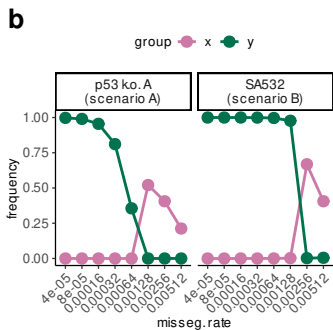 b
group x y
p53 k.o. A
(scenario A)
SA532
(scenario B)
frequency
1.00
0.75
0.50
0.25
0.00
4e-05
8e-05
0.00016
0.00032
0.00064
0.00128
0.00256
0.00512
4e-05
8e-05
0.00016
0.00032
0.00064
0.00128
0.00256
0.00512
misseg. rate